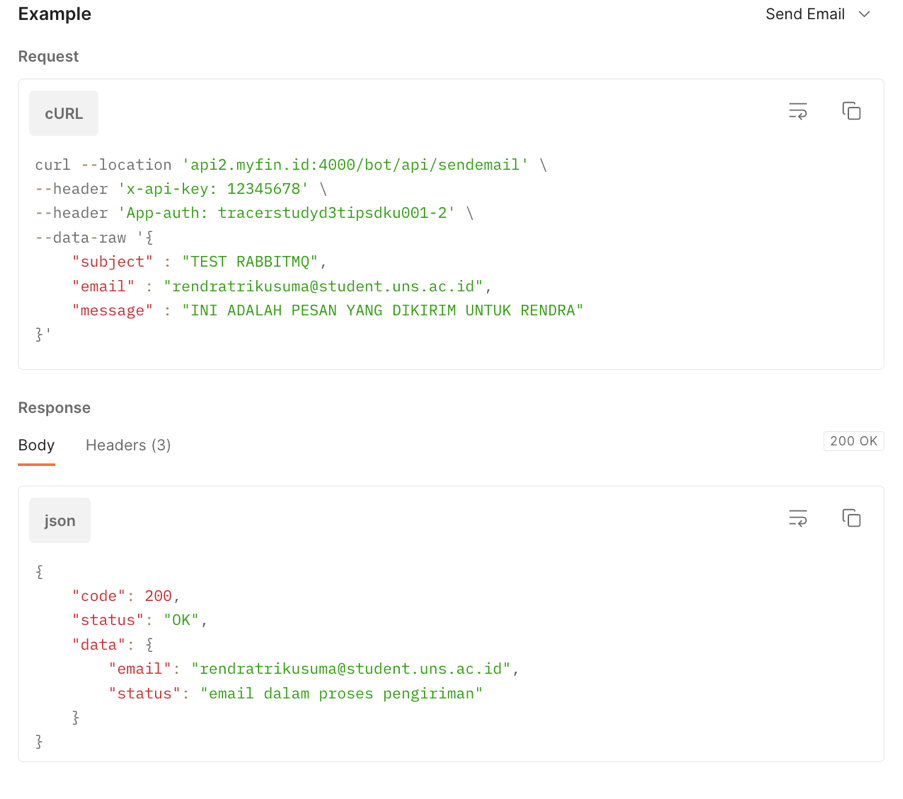 Example
Send Email
Request
cURL
curl --location 'api2.myfin.id:4000/bot/api/sendemail' \
--header 'x-api-key: 12345678' \
--header 'App-auth: tracerstudyd3tipsdku001-2' \
--data-raw '{
    "subject" : "TEST RABBITMQ",
    "email" : "rendratrikusuma@student.uns.ac.id",
    "message" : "INI ADALAH PESAN YANG DIKIRIM UNTUK RENDRA"
}'
Response
Body
Headers (3)
200 OK
json
{
    "code": 200,
    "status": "OK",
    "data": {
        "email": "rendratrikusuma@student.uns.ac.id",
        "status": "email dalam proses pengiriman"
    }
}